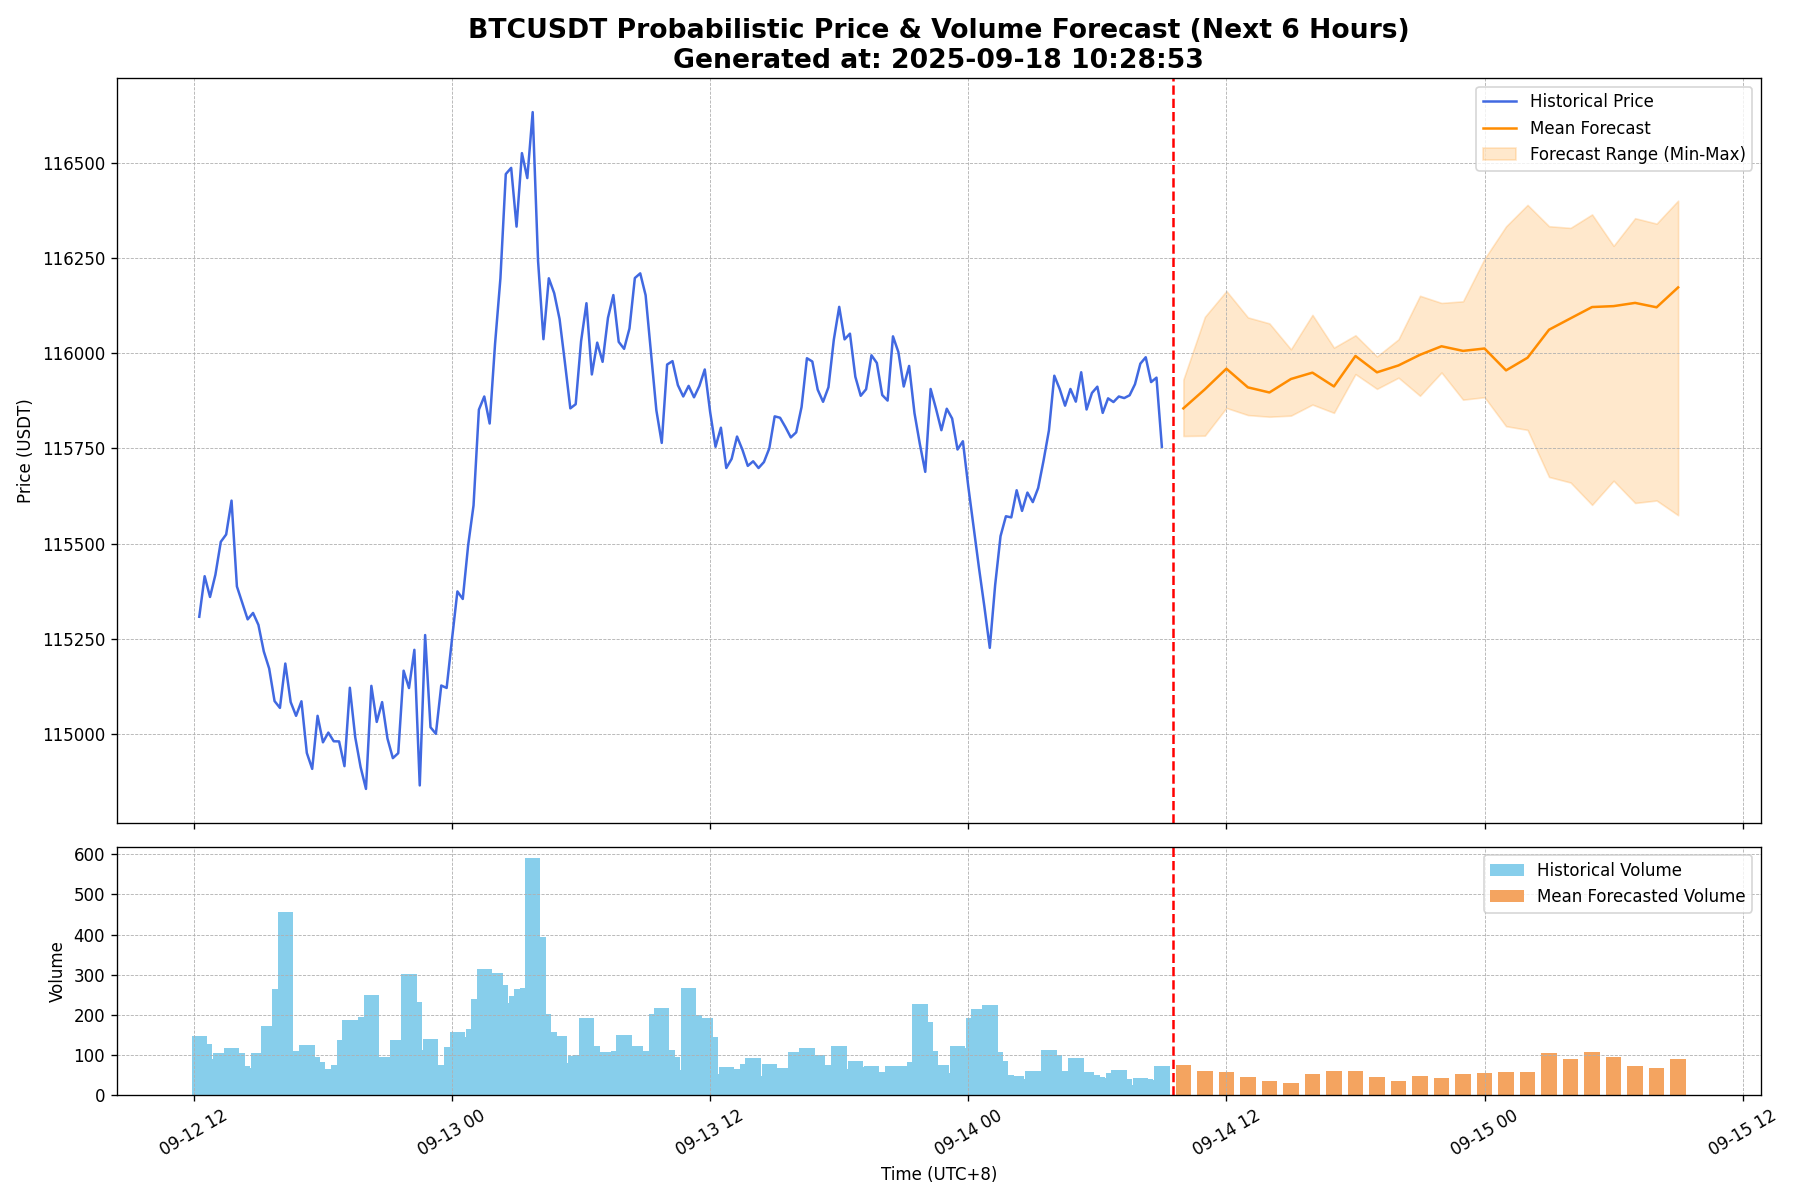 BTCUSDT Probabilistic Price & Volume Forecast (Next 6 Hours)
Generated at: 2025-09-18 10:28:53
Historical Price
Mean Forecast
Forecast Range (Min-Max)
Price (USDT)
116500
116250
116000
115750
115500
115250
115000
Historical Volume
Mean Forecasted Volume
Volume
600
500
400
300
200
100
0
09-12 12
09-13 00
09-13 12
09-14 00
09-14 12
09-15 00
09-15 12
Time (UTC+8)